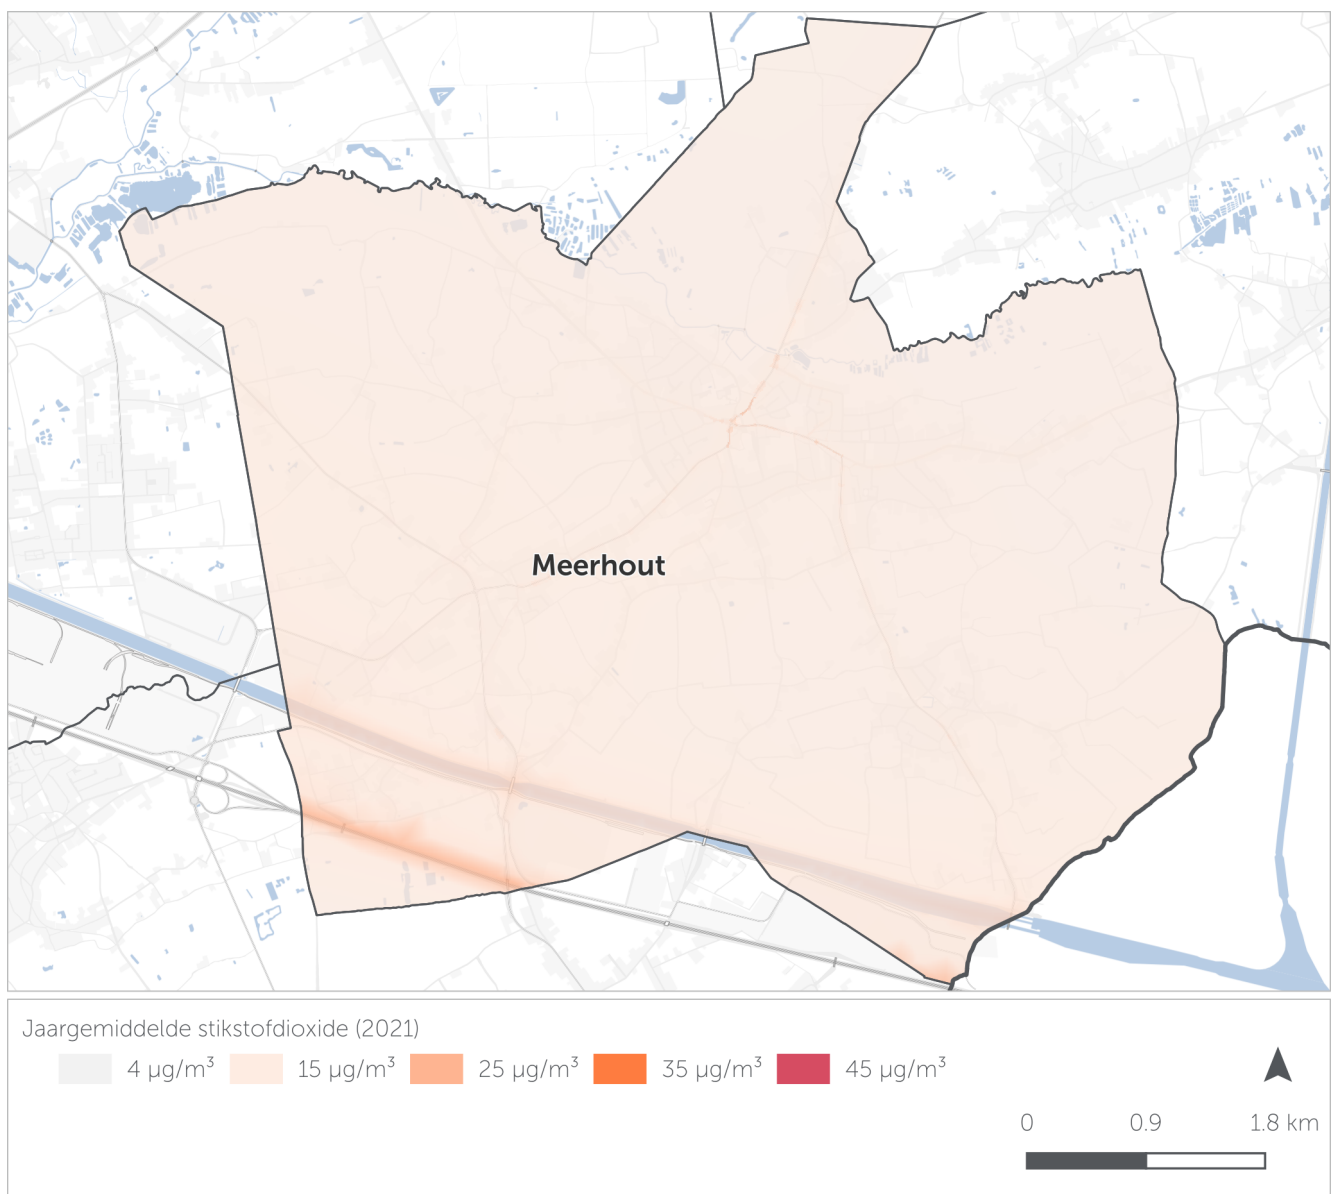 Meerhout
Jaargemiddelde stikstofdioxide (2021)
4 µg/m³ 15 µg/m³ 25 µg/m³ 35 µg/m³ 45 µg/m³
0 0.9 1.8 km